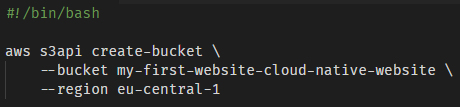 #!/bin/bash
aws s3api create-bucket \
--bucket my-first-website-cloud-native-website \
--region eu-central-1